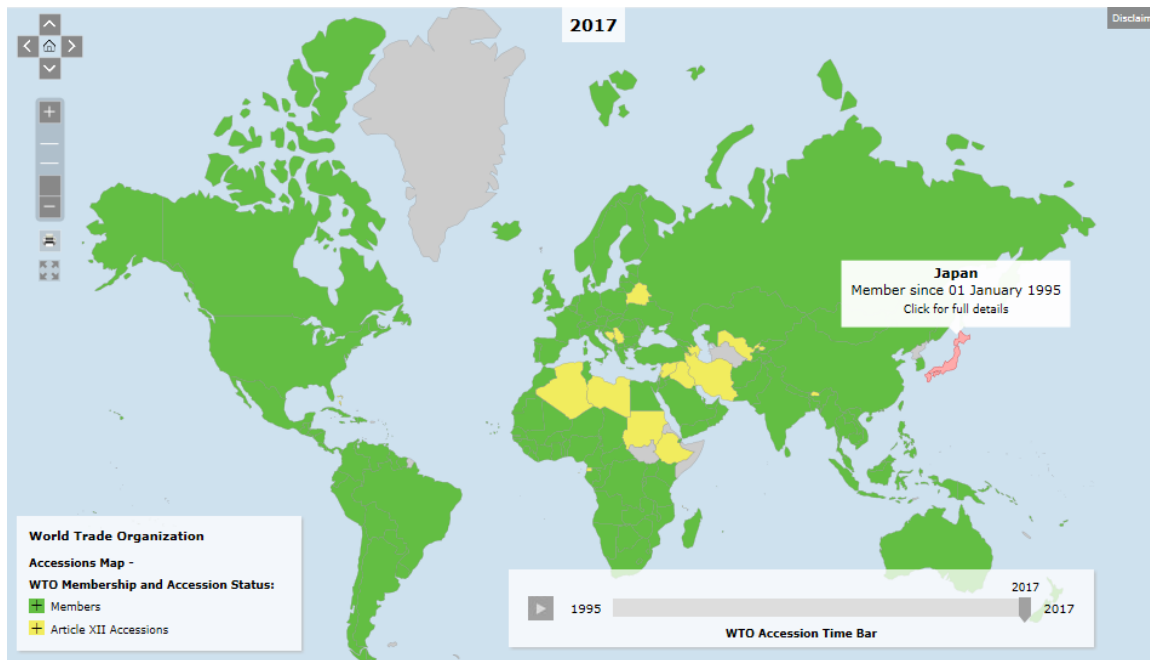 2017
Disclaim
Japan
Member since 01 January 1995
Click for full details
World Trade Organization
Accessions Map -
WTO Membership and Accession Status:
Members
Article XII Accessions
2017
1995
2017
WTO Accession Time Bar